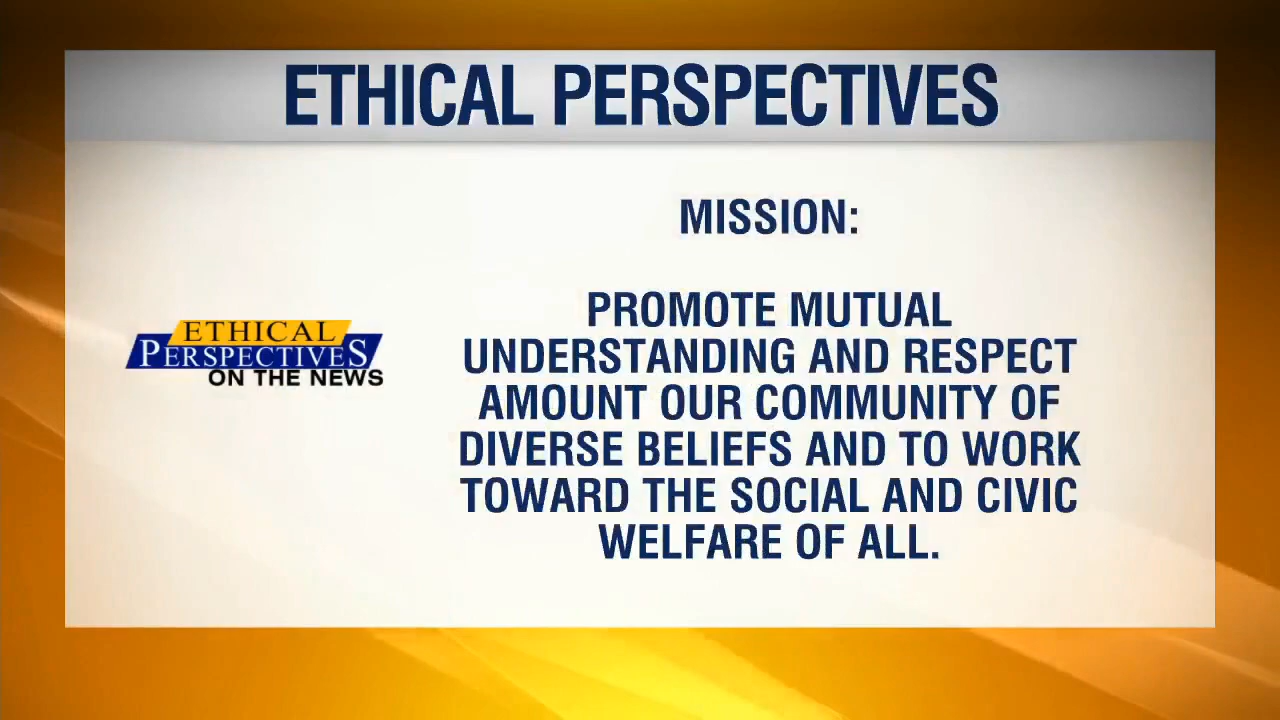 ETHICAL PERSPECTIVES
MISSION:
PROMOTE MUTUAL
UNDERSTANDING AND RESPECT
AMOUNT OUR COMMUNITY OF
DIVERSE BELIEFS AND TO WORK
TOWARD THE SOCIAL AND CIVIC
WELFARE OF ALL.
ETHICAL
PERSPECTIVES
ON THE NEWS